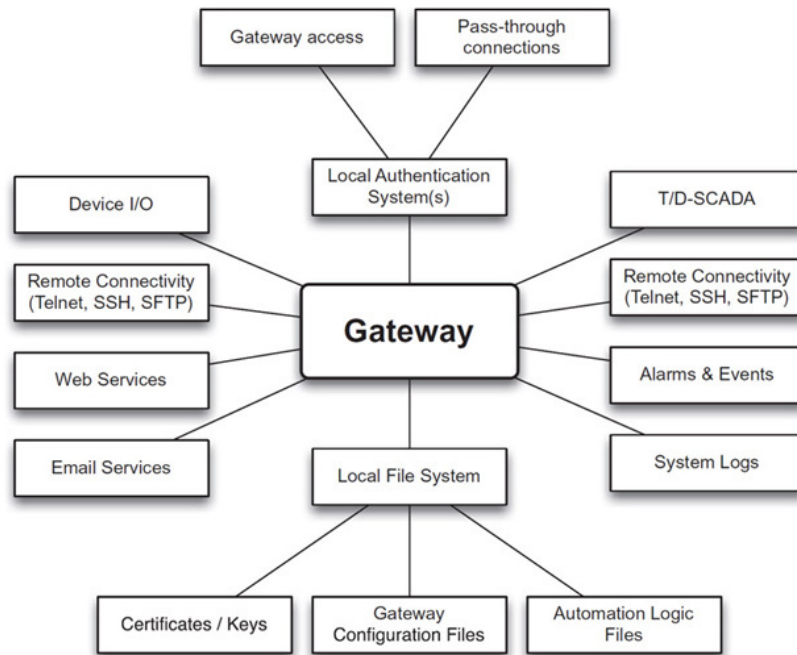 Gateway access
Pass-through
connections
Local Authentication
System(s)
Device I/O
T/D-SCADA
Remote Connectivity
(Telnet, SSH, SFTP)
Remote Connectivity
(Telnet, SSH, SFTP)
Gateway
Web Services
Alarms & Events
Email Services
Local File System
System Logs
Certificates / Keys
Gateway
Configuration Files
Automation Logic
Files